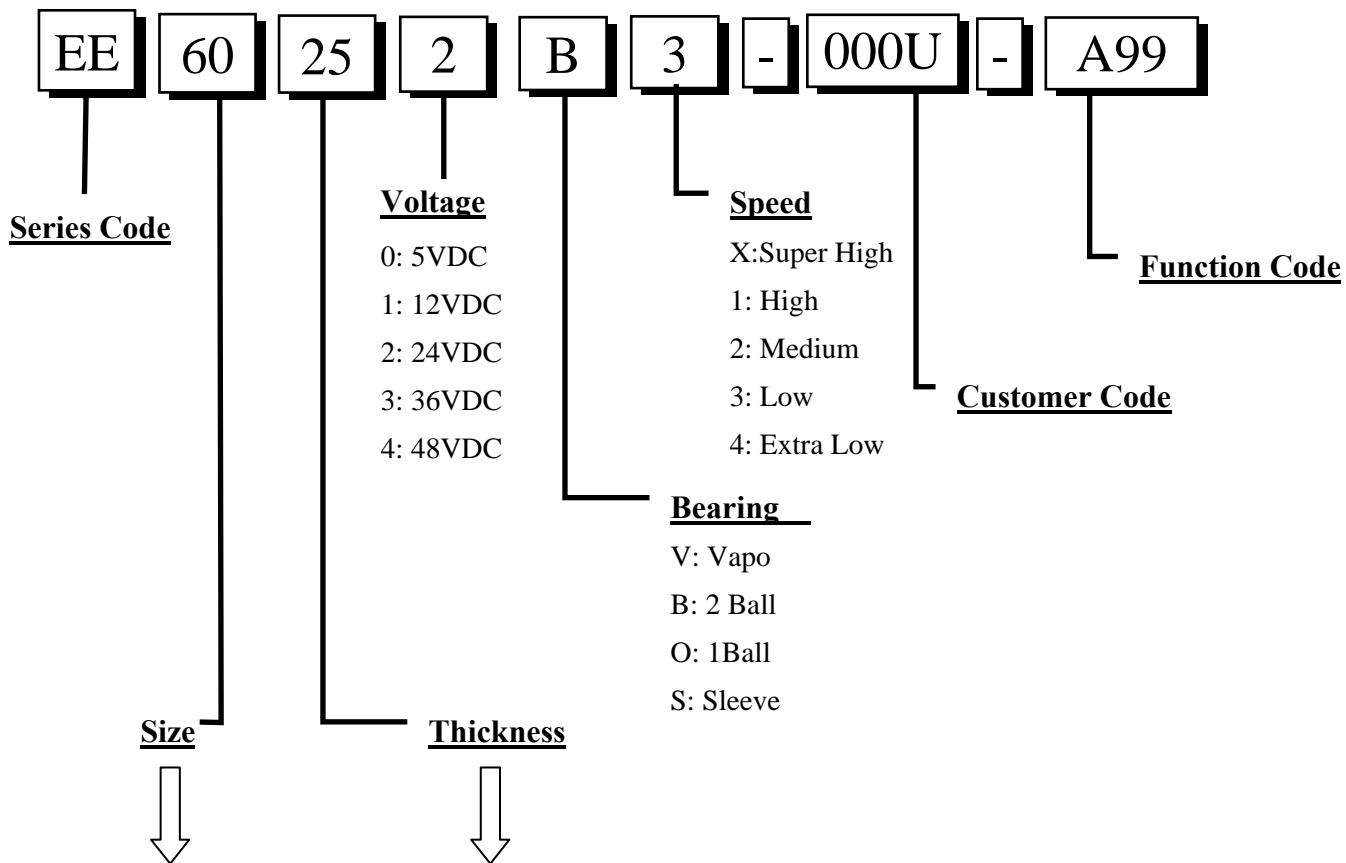 EE 60 25 2 B 3 - 000U - A99
Series Code
Voltage
0: 5VDC
1: 12VDC
2: 24VDC
3: 36VDC
4: 48VDC
Speed
X:Super High
1: High
2: Medium
3: Low
4: Extra Low
Function Code
Customer Code
Bearing
V: Vapo
B: 2 Ball
O: 1Ball
S: Sleeve
Size
Thickness